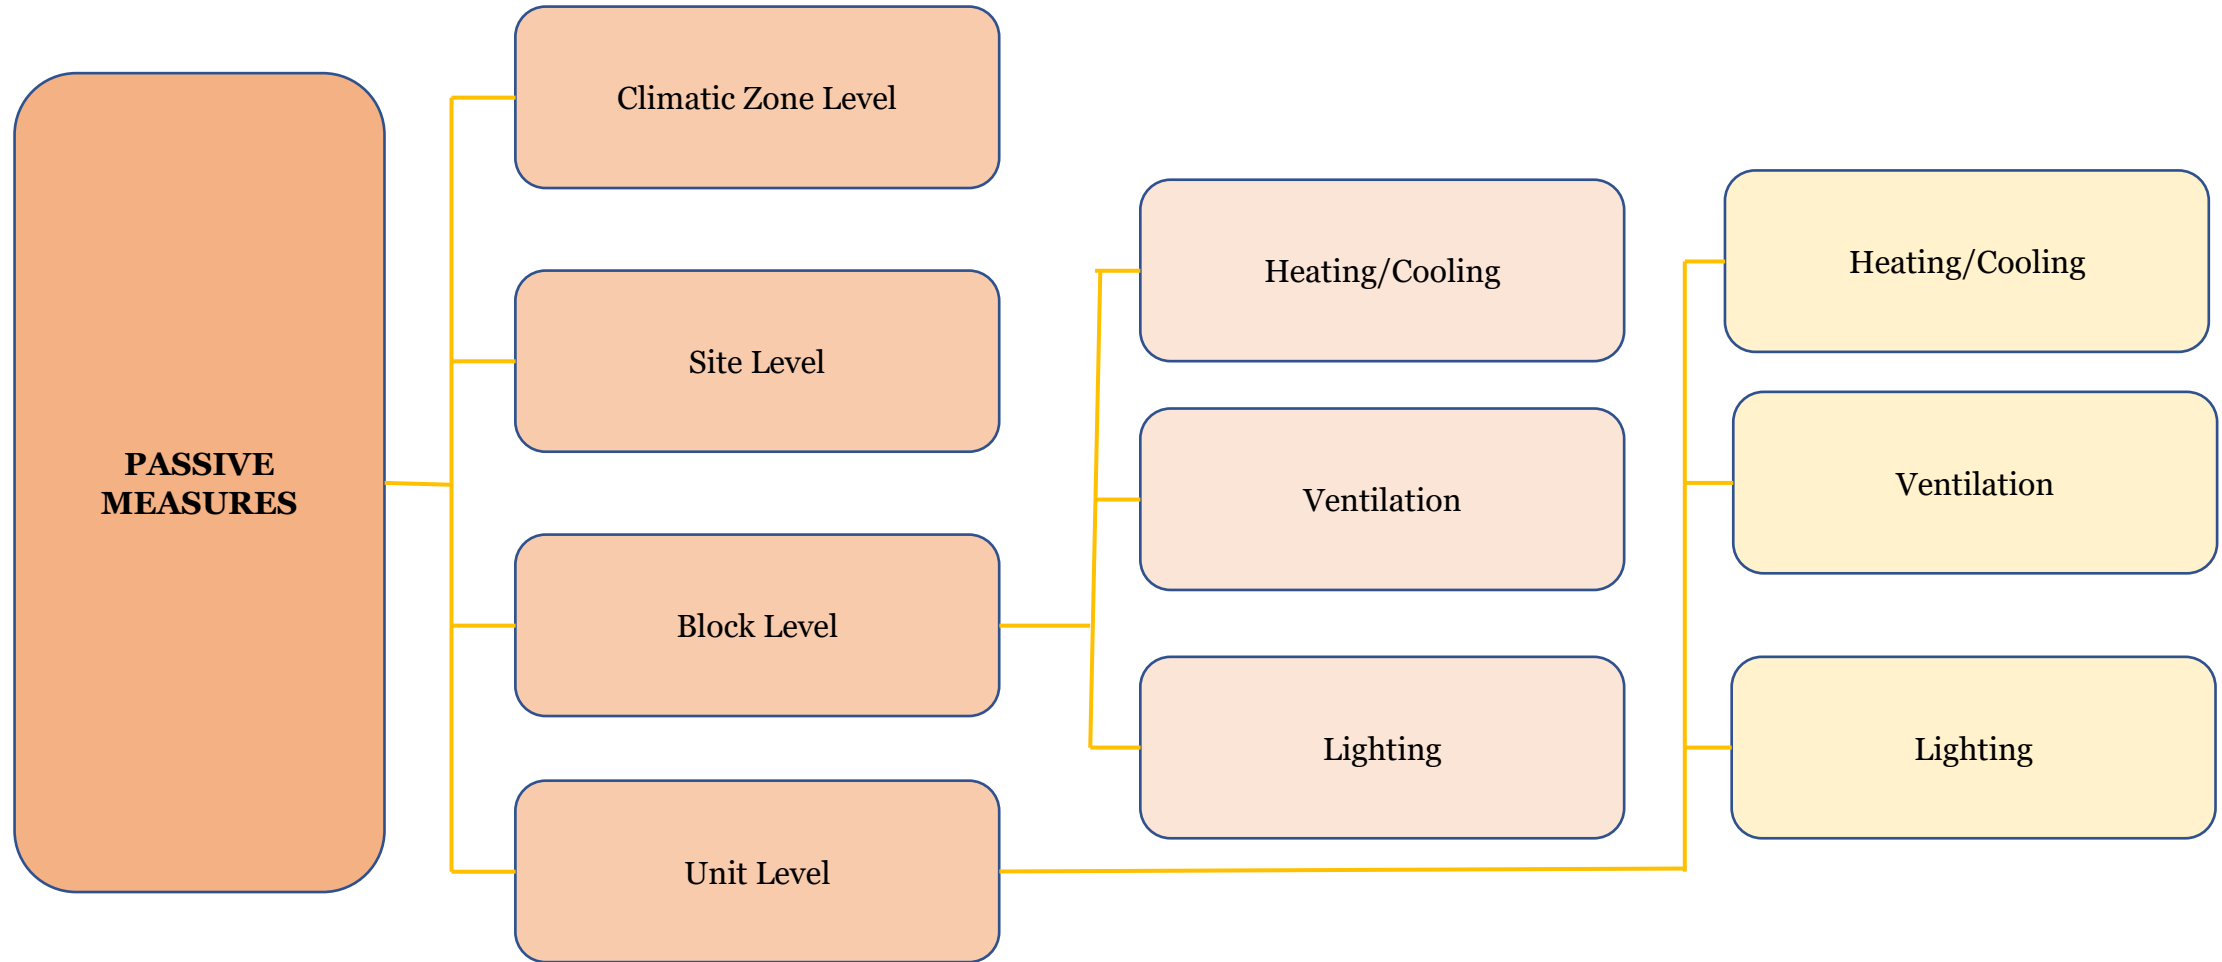 PASSIVE
MEASURES
Climatic Zone Level
Site Level
Block Level
Unit Level
Heating/Cooling
Ventilation
Lighting
Heating/Cooling
Ventilation
Lighting